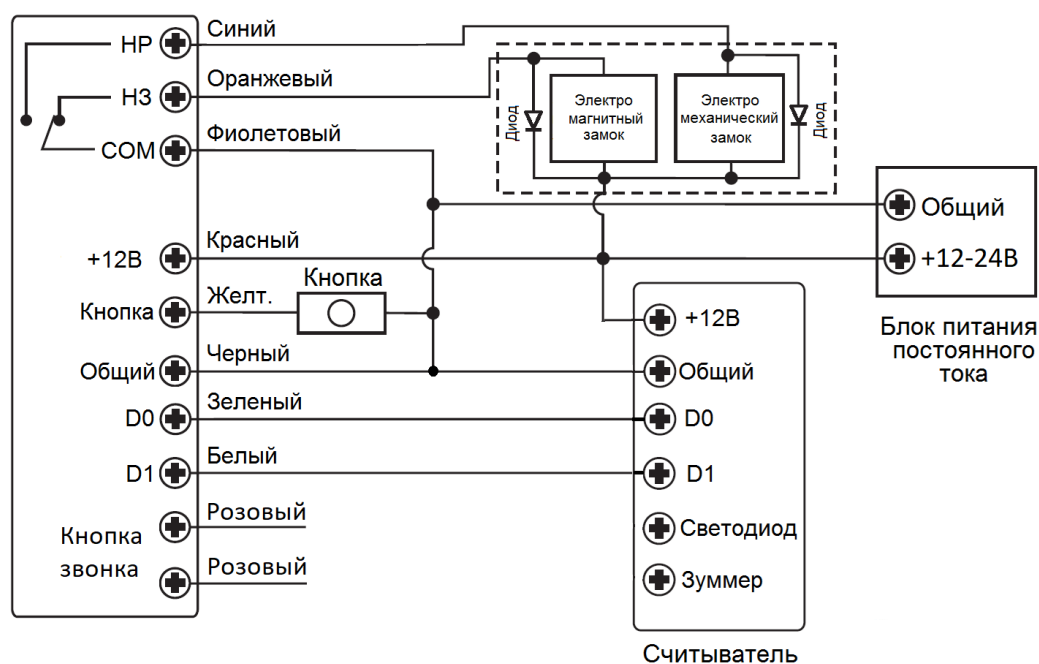 НР
Синий
НЗ
Оранжевый
COM
Фиолетовый
Диод
Электро
магнитный
замок
Электро
механический
замок
Диод
Общий
+12-24В
Блок питания
постоянного
тока
+12В
Красный
Кнопка
Желт.
Кнопка
Общий
Черный
D0
Зеленый
D1
Белый
Кнопка
звонка
Розовый
Розовый
+12В
Общий
D0
D1
Светодиод
Зуммер
Считыватель